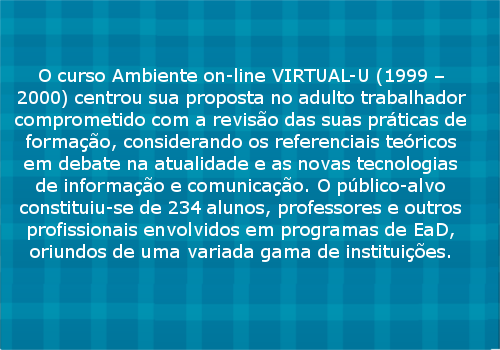 O curso Ambiente on-line VIRTUAL-U (1999 –
2000) centrou sua proposta no adulto trabalhador
comprometido com a revisão das suas práticas de
formação, considerando os referenciais teóricos
em debate na atualidade e as novas tecnologias
de informação e comunicação. O público-alvo
constituiu-se de 234 alunos, professores e outros
profissionais envolvidos em programas de EaD,
oriundos de uma variada gama de instituições.